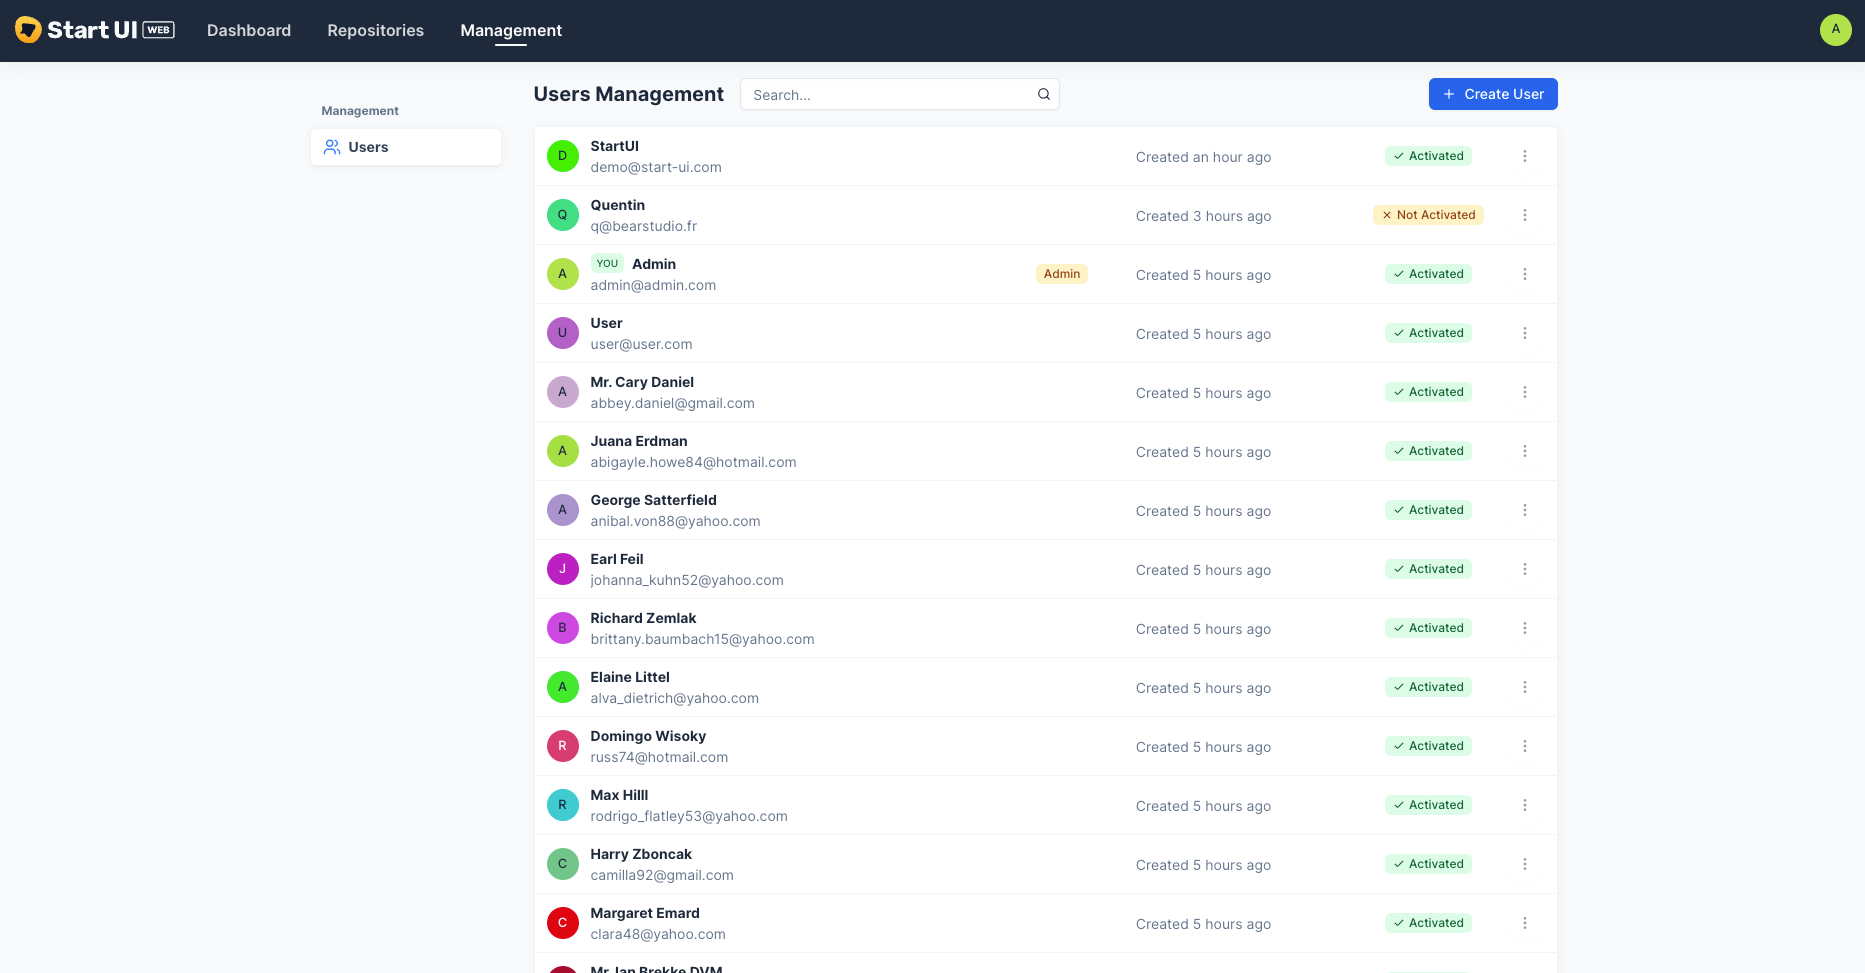 Start UI WEB Dashboard Repositories Management A
Management
Users
Users Management Search... + Create User
D StartUI Created an hour ago Activated
demo@start-ui.com
Q Quentin Created 3 hours ago Not Activated
q@bearstudio.fr
A YOU Admin Admin Created 5 hours ago Activated
admin@admin.com
U User Created 5 hours ago Activated
user@user.com
A Mr. Cary Daniel Created 5 hours ago Activated
abbey.daniel@gmail.com
A Juana Erdman Created 5 hours ago Activated
abigayle.howe84@hotmail.com
A George Satterfield Created 5 hours ago Activated
anibal.von88@yahoo.com
J Earl Feil Created 5 hours ago Activated
johanna_kuhn52@yahoo.com
B Richard Zemlak Created 5 hours ago Activated
brittany.baumbach15@yahoo.com
A Elaine Littel Created 5 hours ago Activated
alva_dietrich@yahoo.com
R Domingo Wisoky Created 5 hours ago Activated
russ74@hotmail.com
R Max Hilll Created 5 hours ago Activated
rodrigo_flatley53@yahoo.com
C Harry Zboncak Created 5 hours ago Activated
camilla92@gmail.com
C Margaret Emard Created 5 hours ago Activated
clara48@yahoo.com
Mr. Ian Brekke DVM